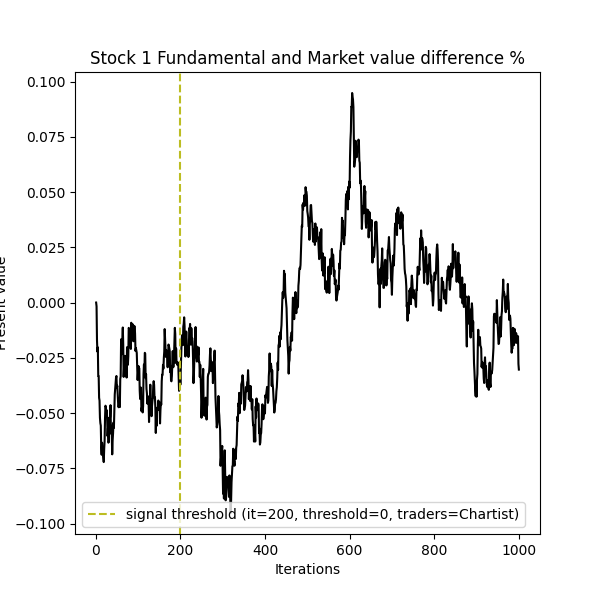 Stock 1 Fundamental and Market value difference %
Present value
0.100
0.075
0.050
0.025
0.000
−0.025
−0.050
−0.075
−0.100
signal threshold (it=200, threshold=0, traders=Chartist)
0 200 400 600 800 1000
Iterations